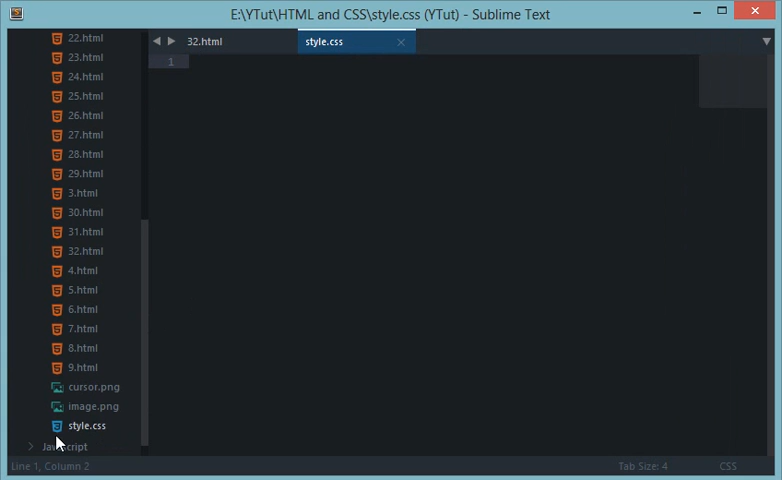 E:\YTut\HTML and CSS\style.css (YTut) - Sublime Text
32.html
style.css
1
22.html
23.html
24.html
25.html
26.html
27.html
28.html
29.html
3.html
30.html
31.html
32.html
4.html
5.html
6.html
7.html
8.html
9.html
cursor.png
image.png
style.css
JavaScript
Line 1, Column 2
Tab Size: 4
CSS